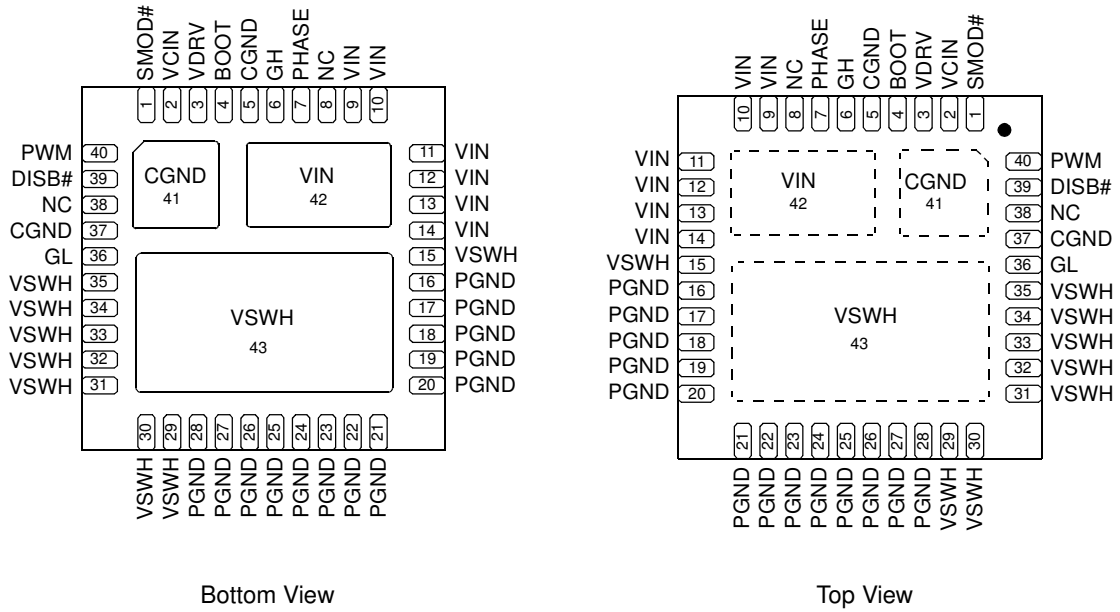 SMOD# VCIN VDRV BOOT CGND GH PHASE NC VIN VIN
1 2 3 4 5 6 7 8 9 10
PWM 40
DISB# 39
NC 38
CGND 37
GL 36
VSWH 35
VSWH 34
VSWH 33
VSWH 32
VSWH 31
CGND
41
VIN
42
VSWH
43
11 VIN
12 VIN
13 VIN
14 VIN
15 VSWH
16 PGND
17 PGND
18 PGND
19 PGND
20 PGND
30 29 28 27 26 25 24 23 22 21
VSWH VSWH PGND PGND PGND PGND PGND PGND PGND PGND
Bottom View
VIN VIN NC PHASE GH CGND BOOT VDRV VCIN SMOD#
10 9 8 7 6 5 4 3 2 1
VIN 11
VIN 12
VIN 13
VIN 14
VSWH 15
PGND 16
PGND 17
PGND 18
PGND 19
PGND 20
VIN
42
CGND
41
VSWH
43
40 PWM
39 DISB#
38 NC
37 CGND
36 GL
35 VSWH
34 VSWH
33 VSWH
32 VSWH
31 VSWH
21 22 23 24 25 26 27 28 29 30
PGND PGND PGND PGND PGND PGND PGND PGND VSWH VSWH
Top View